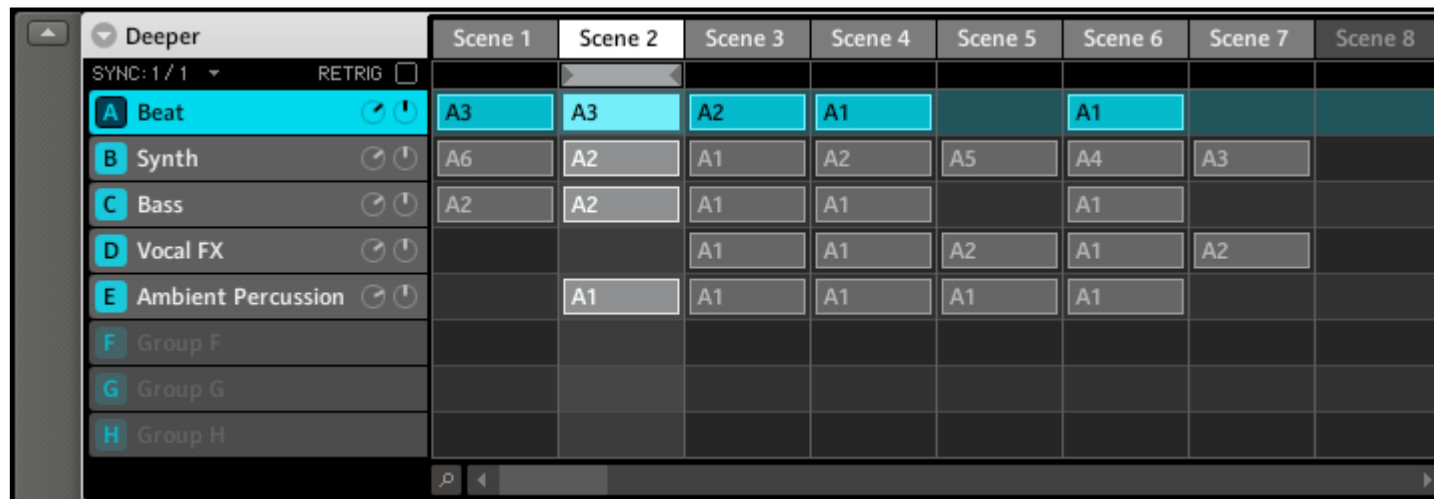 Deeper Scene 1 Scene 2 Scene 3 Scene 4 Scene 5 Scene 6 Scene 7 Scene 8
SYNC: 1 / 1 RETRIG
A Beat A3 A3 A2 A1 A1
B Synth A6 A2 A1 A2 A5 A4 A3
C Bass A2 A2 A1 A1 A1
D Vocal FX A1 A1 A2 A1 A2
E Ambient Percussion A1 A1 A1 A1 A1
F Group F
G Group G
H Group H